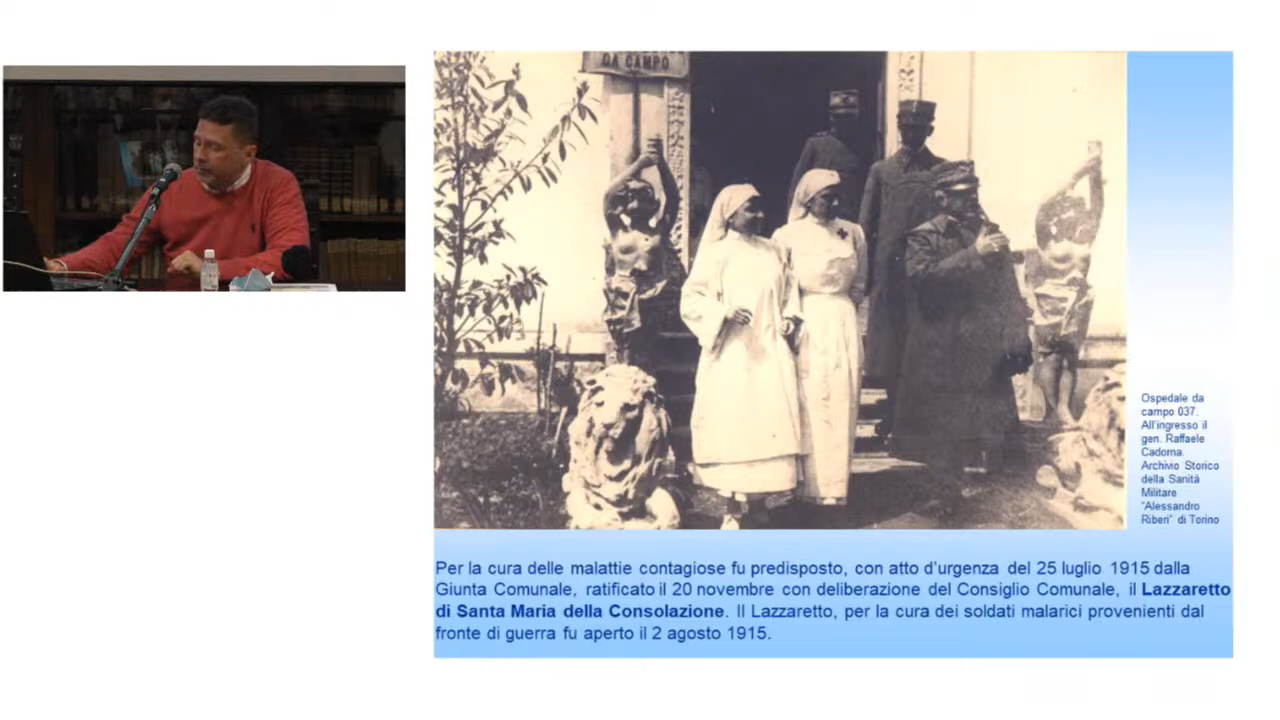 DA CAMPO
Ospedale da
campo 037.
All'ingresso il
gen. Raffaele
Cadorna.
Archivio Storico
della Sanità
Militare
"Alessandro
Riberi" di Torino
Per la cura delle malattie contagiose fu predisposto, con atto d'urgenza del 25 luglio 1915 dalla
Giunta Comunale, ratificato il 20 novembre con deliberazione del Consiglio Comunale, il Lazzaretto
di Santa Maria della Consolazione. Il Lazzaretto, per la cura dei soldati malarici provenienti dal
fronte di guerra fu aperto il 2 agosto 1915.